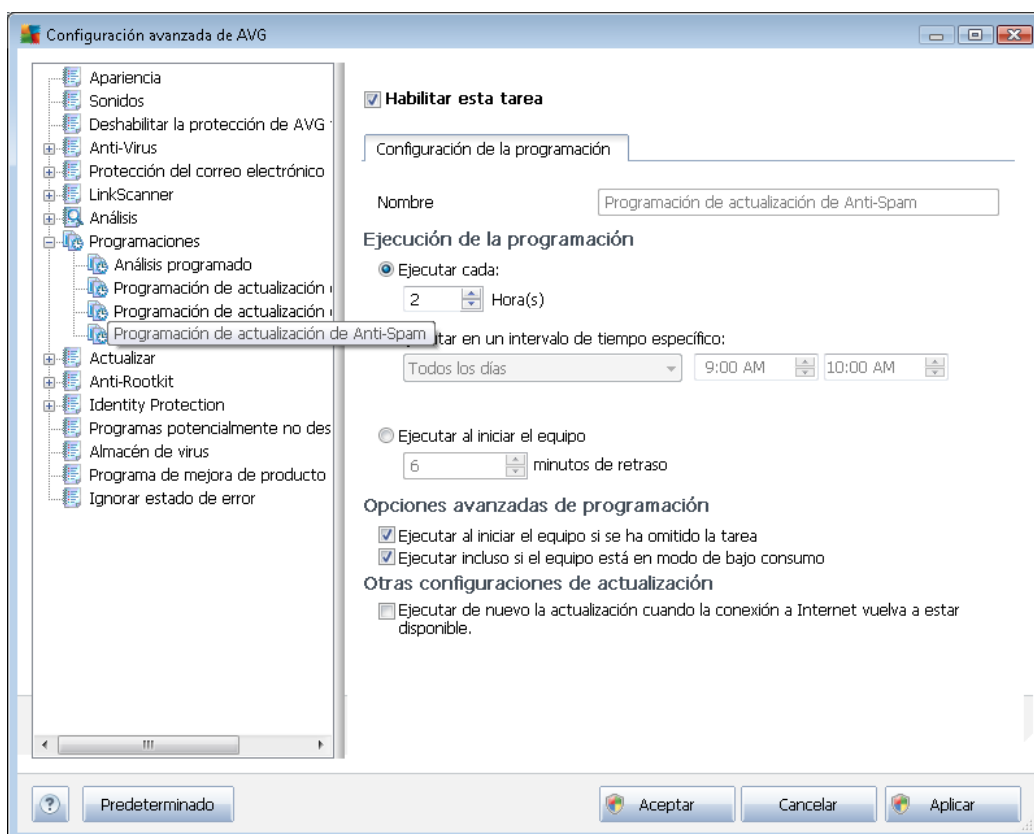 Configuración avanzada de AVG
Apariencia
Sonidos
Deshabilitar la protección de AVG
Anti-Virus
Protección del correo electrónico
LinkScanner
Análisis
Programaciones
Análisis programado
Programación de actualización
Programación de actualización
Programación de actualización de Anti-Spam
Actualizar
Anti-Rootkit
Identity Protection
Programas potencialmente no des
Almacén de virus
Programa de mejora de producto
Ignorar estado de error
Habilitar esta tarea
Configuración de la programación
Nombre
Programación de actualización de Anti-Spam
Ejecución de la programación
Ejecutar cada:
2 Hora(s)
utar en un intervalo de tiempo específico:
Todos los días 9:00 AM 10:00 AM
Ejecutar al iniciar el equipo
6 minutos de retraso
Opciones avanzadas de programación
Ejecutar al iniciar el equipo si se ha omitido la tarea
Ejecutar incluso si el equipo está en modo de bajo consumo
Otras configuraciones de actualización
Ejecutar de nuevo la actualización cuando la conexión a Internet vuelva a estar
disponible.
? Predeterminado Aceptar Cancelar Aplicar